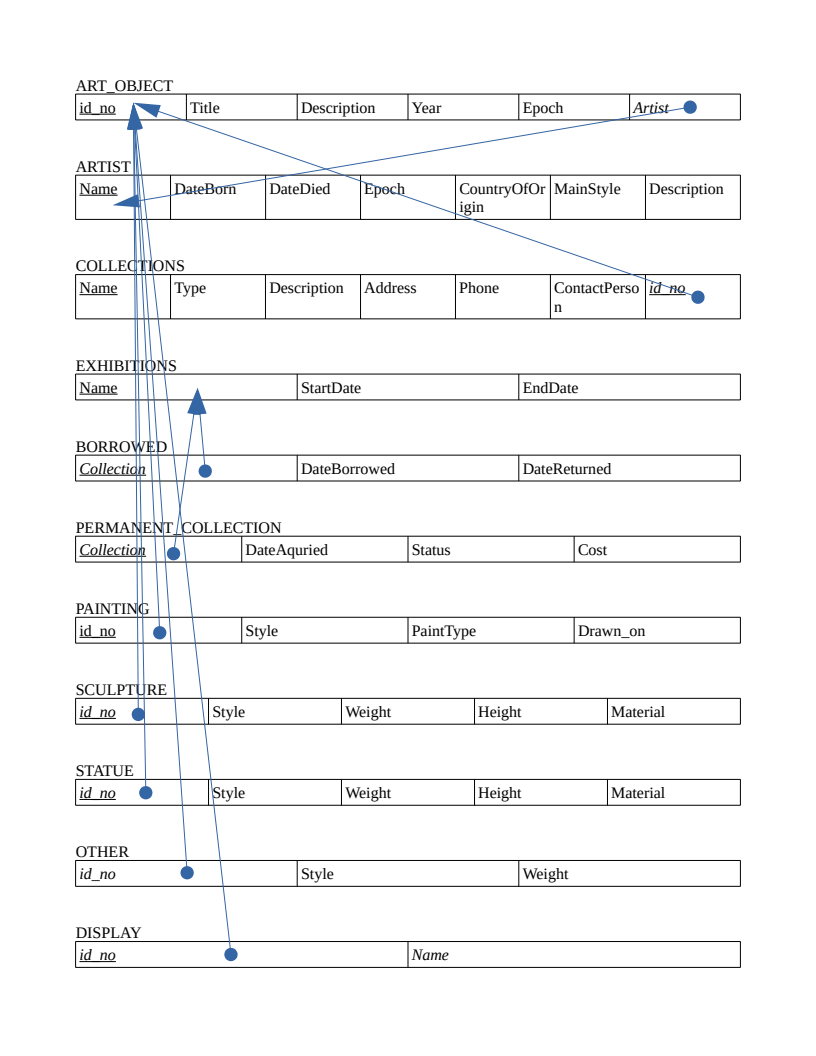 ART_OBJECT
id_no Title Description Year Epoch Artist
ARTIST
Name DateBorn DateDied Epoch CountryOfOr MainStyle Description
igin
COLLECTIONS
Name Type Description Address Phone ContactPerso id_no
n
EXHIBITIONS
Name StartDate EndDate
BORROWED
Collection DateBorrowed DateReturned
PERMANENT_COLLECTION
Collection DateAquried Status Cost
PAINTING
id_no Style PaintType Drawn_on
SCULPTURE
id_no Style Weight Height Material
STATUE
id_no Style Weight Height Material
OTHER
id_no Style Weight
DISPLAY
id_no Name